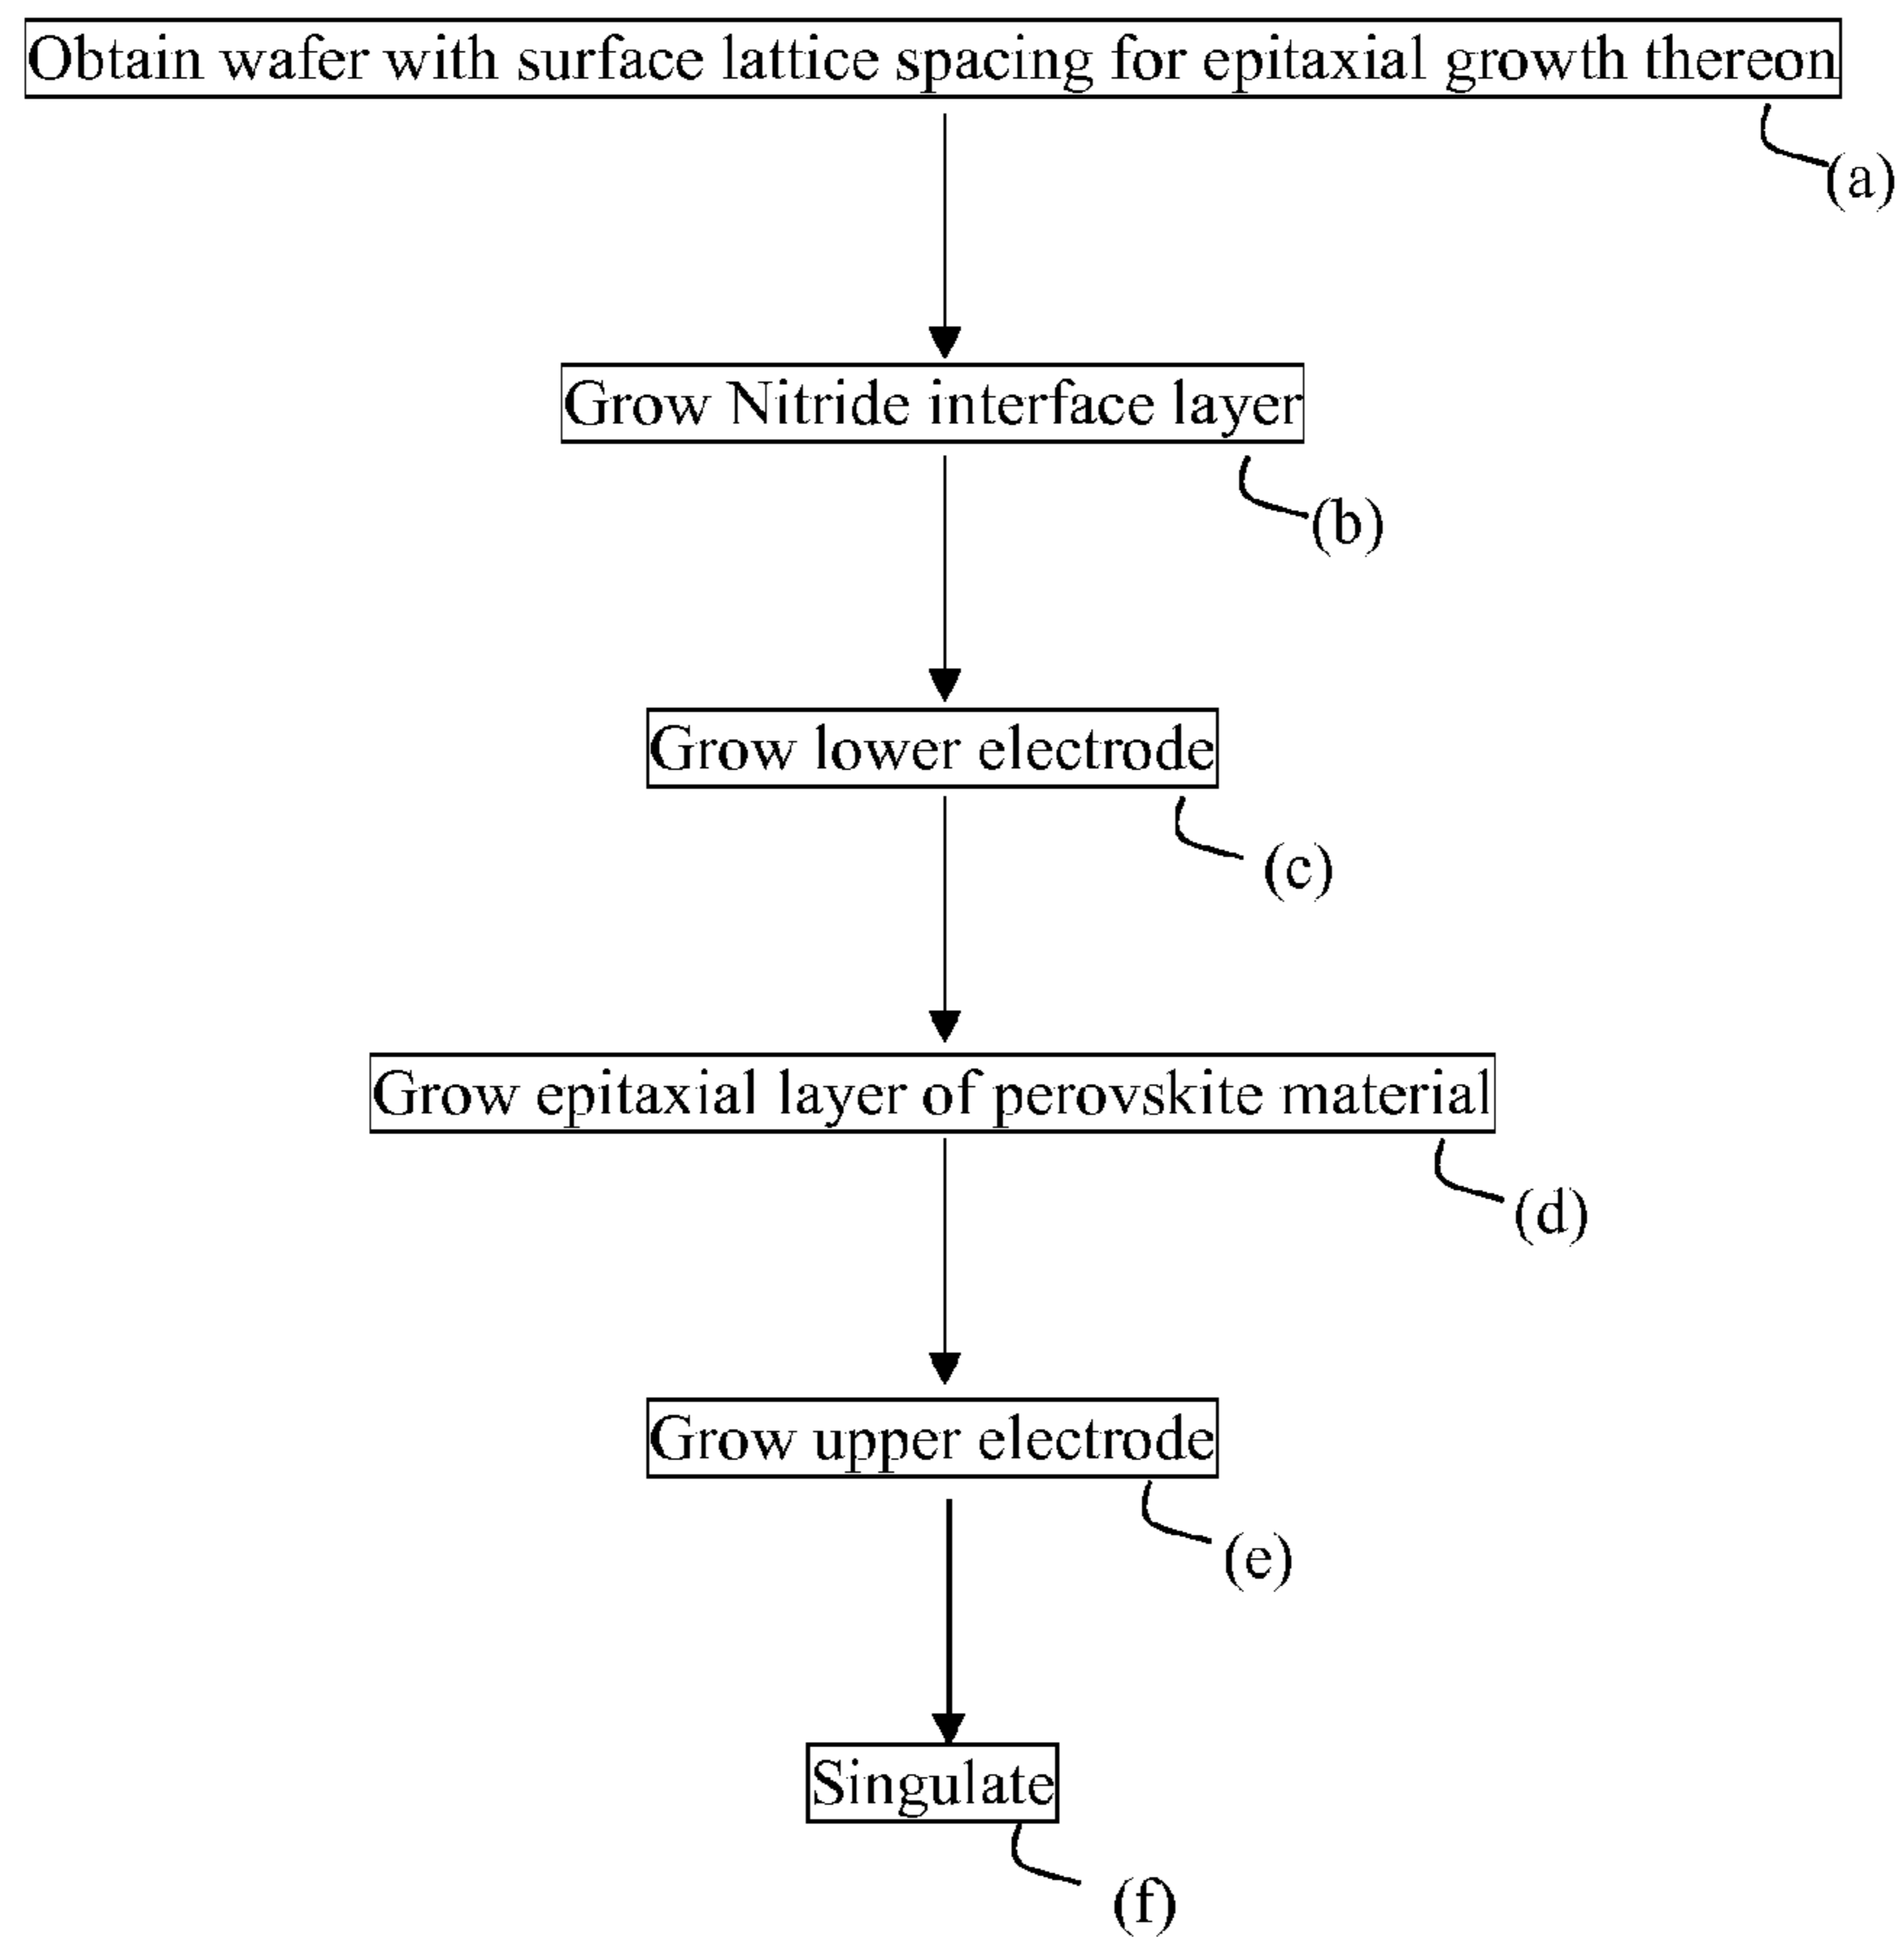 Obtain wafer with surface lattice spacing for epitaxial growth thereon
(a)
Grow Nitride interface layer
(b)
Grow lower electrode
(c)
Grow epitaxial layer of perovskite material
(d)
Grow upper electrode
(e)
Singulate
(f)